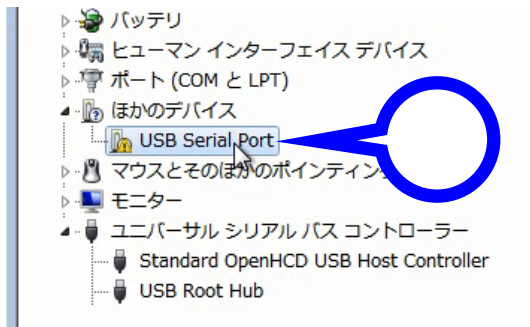 バッテリ
ヒューマン インターフェイス デバイス
ポート (COM と LPT)
ほかのデバイス
USB Serial Port
マウスとそのほかのポインティン
モニター
ユニバーサル シリアル バス コントローラー
Standard OpenHCD USB Host Controller
USB Root Hub